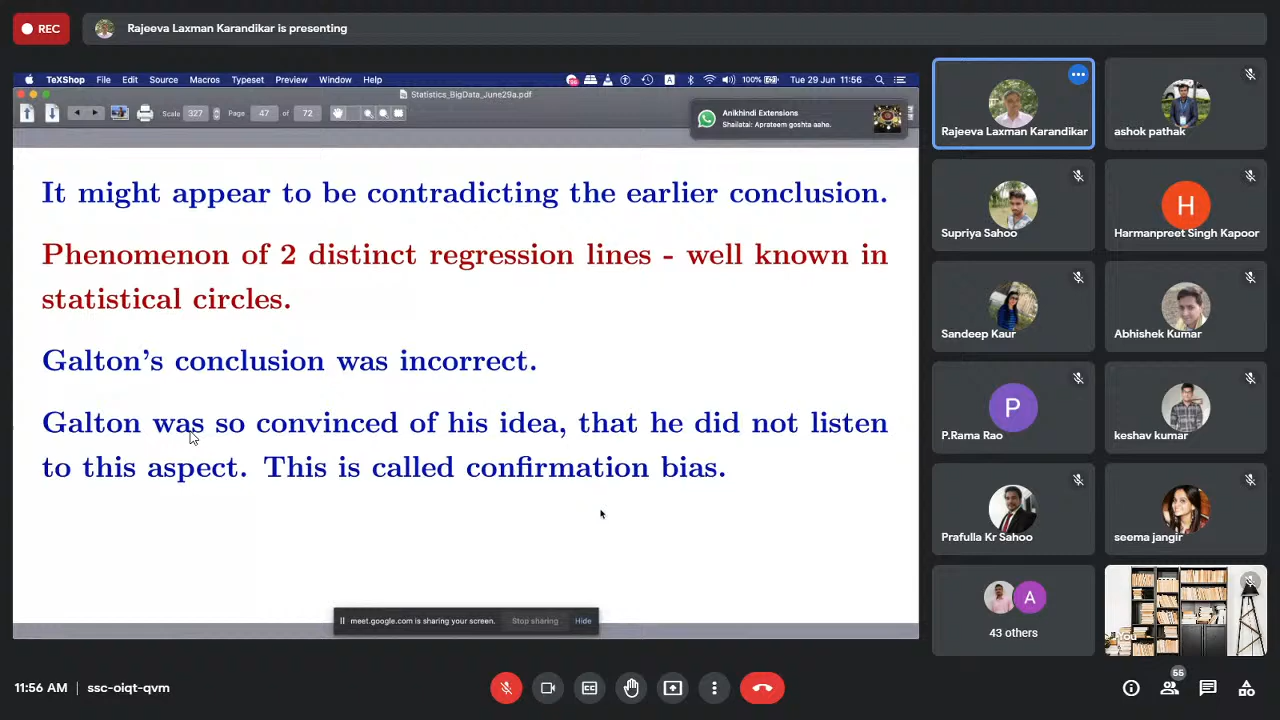 REC
Rajeeva Laxman Karandikar is presenting
TeXShop File Edit Source Macros Typeset Preview Window Help
A
100%
Tue 29 Jun 11:56
Statistics_BigData_June29a.pdf
Scale 327 Page 47 of 72
Anikhindi Extensions
Shailatai: Aprateem goshta aahe.
It might appear to be contradicting the earlier conclusion.
Phenomenon of 2 distinct regression lines - well known in
statistical circles.
Galton's conclusion was incorrect.
Galton was so convinced of his idea, that he did not listen
to this aspect. This is called confirmation bias.
meet.google.com is sharing your screen. Stop sharing Hide
Rajeeva Laxman Karandikar
ashok pathak
Supriya Sahoo
H
Harmanpreet Singh Kapoor
Sandeep Kaur
Abhishek Kumar
P
P.Rama Rao
keshav kumar
Prafulla Kr Sahoo
seema jangir
A
43 others
You
11:56 AM | ssc-oiqt-qvm
CC
55